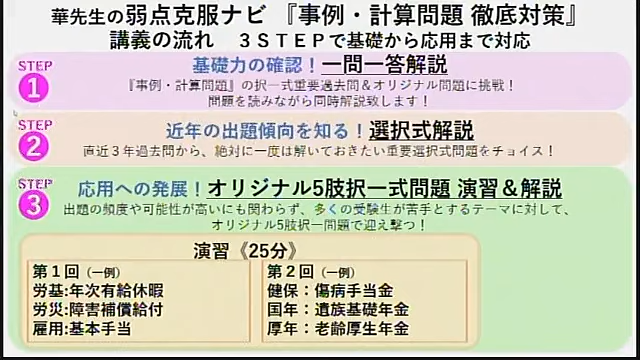 華先生の弱点克服ナビ 『事例・計算問題 徹底対策』
講義の流れ ３STEPで基礎から応用まで対応
STEP
1
基礎力の確認！一問一答解説
『事例・計算問題』の択一式重要過去問＆オリジナル問題に挑戦！
問題を読みながら同時解説致します！
STEP
2
近年の出題傾向を知る！選択式解説
直近３年過去問から、絶対に一度は解いておきたい重要選択式問題をチョイス！
STEP
3
応用への発展！オリジナル5肢択一式問題 演習＆解説
出題の頻度や可能性が高いにも関わらず、多くの受験生が苦手とするテーマに対して、
オリジナル5肢択一問題で迎え撃つ！
演習《25分》
第１回（一例）
労基:年次有給休暇
労災:障害補償給付
雇用:基本手当
第２回（一例）
健保：傷病手当金
国年：遺族基礎年金
厚年：老齢厚生年金